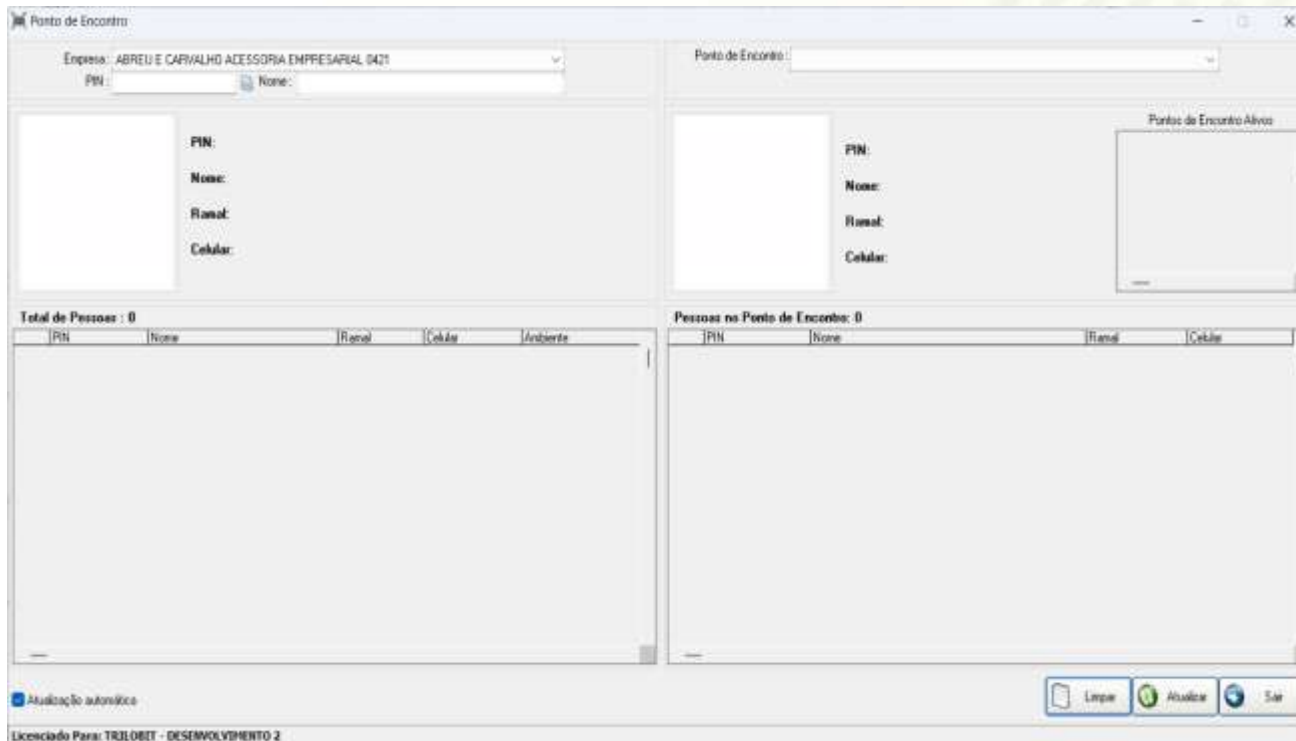 Ponto de Encontro
Empresa: ABREU E CARVALHO ACESSORIA EMPRESARIAL 0421
PIN :
Nome :
Ponto de Encontro :
PIN:
Nome:
Ramal:
Celular:
PIN:
Nome:
Ramal:
Celular:
Pontos de Encontro Ativos
Total de Pessoas : 0
PIN Nome Ramal Celular Ambiente
Pessoas no Ponto de Encontro: 0
PIN Nome Ramal Celular
Atualização automático
Limpar Atualizar Sair
Licenciado Para: TRILOBIT - DESENVOLVIMENTO 2